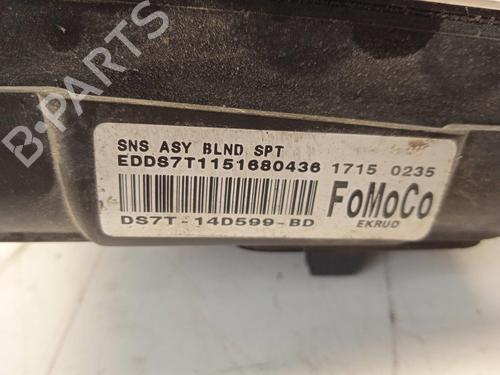 B-PARTS
SNS ASY BLND SPT
EDDS7T1151680436 1715 0235
DS7T-14D599-BD
FoMoCo
EKRUD